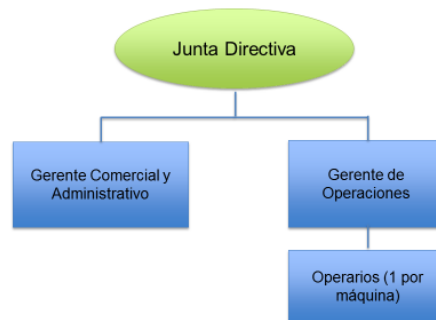 Junta Directiva
Gerente Comercial y
Administrativo
Gerente de
Operaciones
Operarios (1 por
máquina)